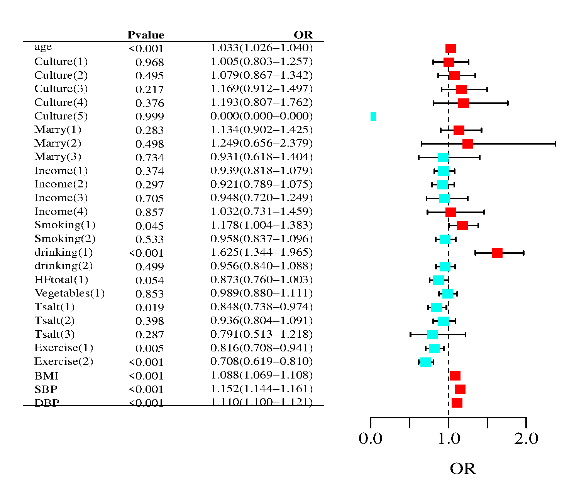 Pvalue OR
age <0.001 1.033(1.026−1.040)
Culture(1) 0.968 1.005(0.803−1.257)
Culture(2) 0.495 1.079(0.867−1.342)
Culture(3) 0.217 1.169(0.912−1.497)
Culture(4) 0.376 1.193(0.807−1.762)
Culture(5) 0.999 0.000(0.000−0.000)
Marry(1) 0.283 1.134(0.902−1.425)
Marry(2) 0.498 1.249(0.656−2.379)
Marry(3) 0.734 0.931(0.618−1.404)
Income(1) 0.374 0.939(0.818−1.079)
Income(2) 0.297 0.921(0.789−1.075)
Income(3) 0.705 0.948(0.720−1.249)
Income(4) 0.857 1.032(0.731−1.459)
Smoking(1) 0.045 1.178(1.004−1.383)
Smoking(2) 0.533 0.958(0.837−1.096)
drinking(1) <0.001 1.625(1.344−1.965)
drinking(2) 0.499 0.956(0.840−1.088)
HFtotal(1) 0.054 0.873(0.760−1.003)
Vegetables(1) 0.853 0.989(0.880−1.111)
Tsalt(1) 0.019 0.848(0.738−0.974)
Tsalt(2) 0.398 0.936(0.804−1.091)
Tsalt(3) 0.287 0.791(0.513−1.218)
Exercise(1) 0.005 0.816(0.708−0.941)
Exercise(2) <0.001 0.708(0.619−0.810)
BMI <0.001 1.088(1.069−1.108)
SBP <0.001 1.152(1.144−1.161)
DBP <0.001 1.110(1.100−1.121)
0.0 1.0 2.0
OR